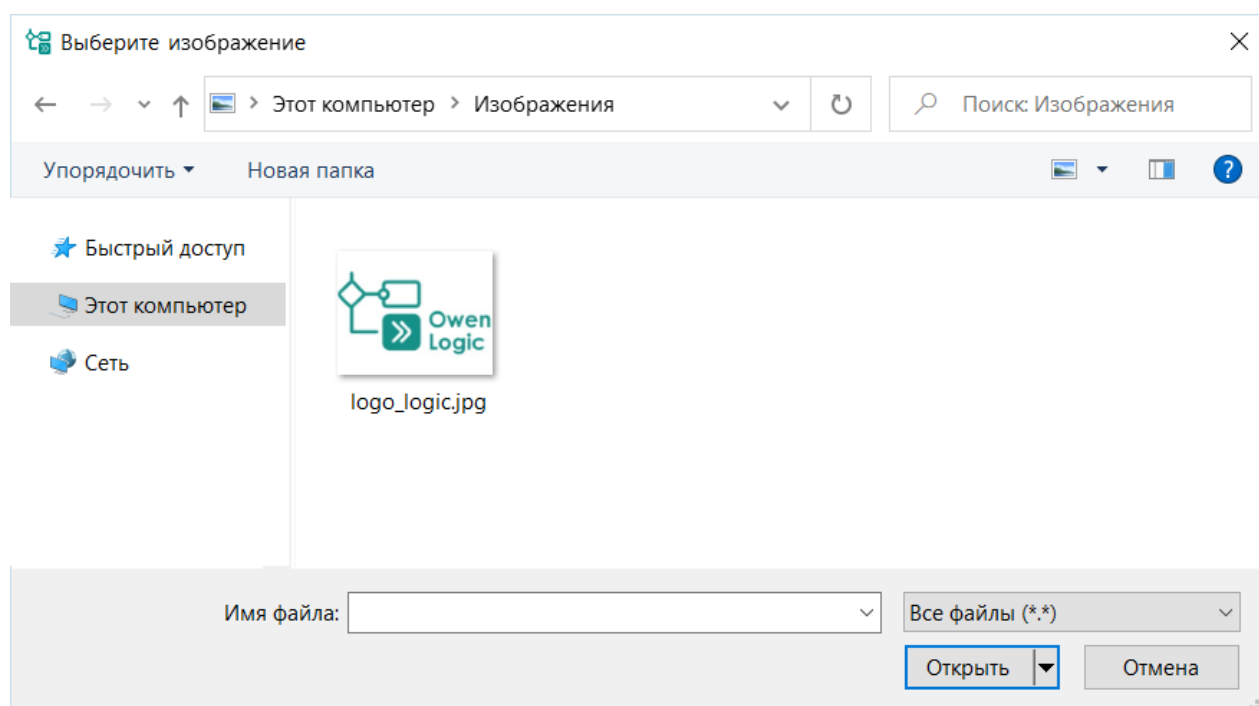 Выберите изображение
Этот компьютер > Изображения
Поиск: Изображения
Упорядочить
Новая папка
?
Быстрый доступ
Этот компьютер
Сеть
Owen
Logic
logo_logic.jpg
Имя файла:
Все файлы (*.*)
Открыть
Отмена